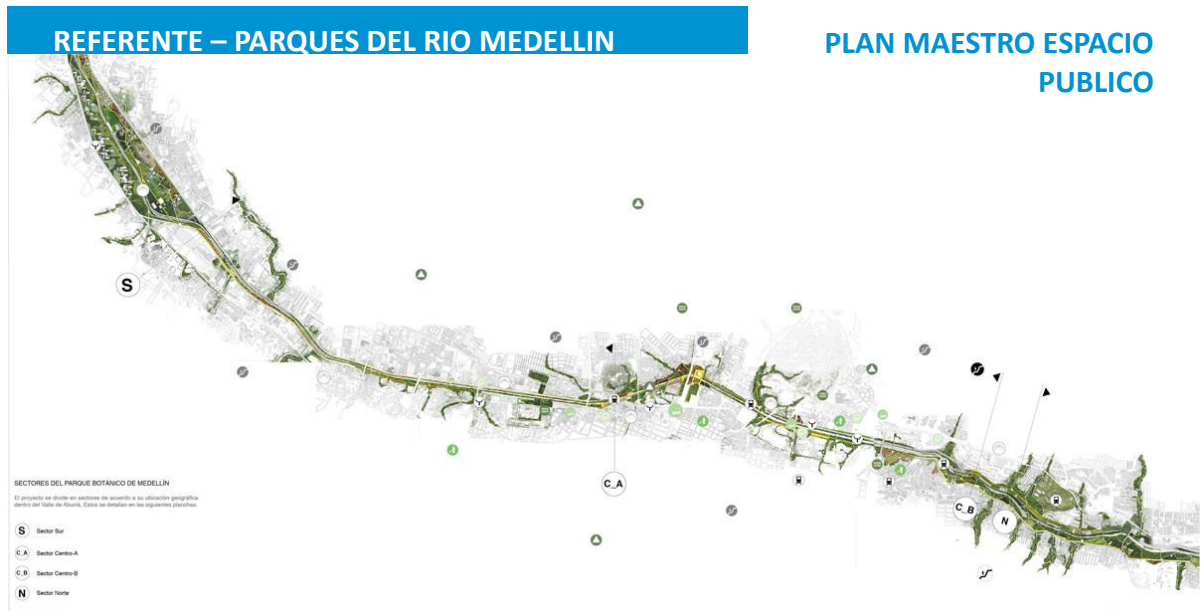 REFERENTE – PARQUES DEL RIO MEDELLIN
PLAN MAESTRO ESPACIO
PUBLICO
S
C_A
C_B
N
SECTORES DEL PARQUE BOTÁNICO DE MEDELLÍN
El proyecto se divide en sectores de acuerdo a su ubicación geográfica
dentro del Valle de Aburrá. Estos se detallan en las siguientes planchas.
S Sector Sur
C_A Sector Centro-A
C_B Sector Centro-B
N Sector Norte